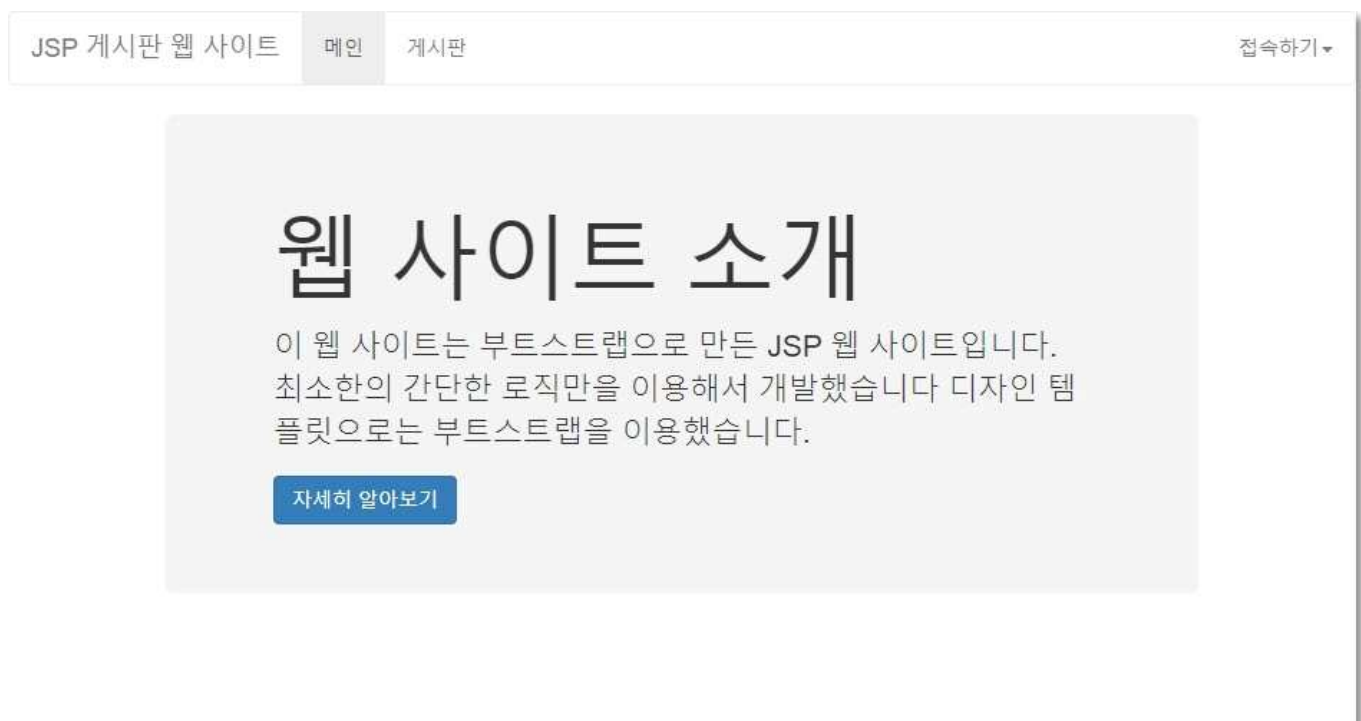 JSP 게시판 웹 사이트 메인 게시판 접속하기
웹 사이트 소개
이 웹 사이트는 부트스트랩으로 만든 JSP 웹 사이트입니다.
최소한의 간단한 로직만을 이용해서 개발했습니다 디자인 템
플릿으로는 부트스트랩을 이용했습니다.
자세히 알아보기